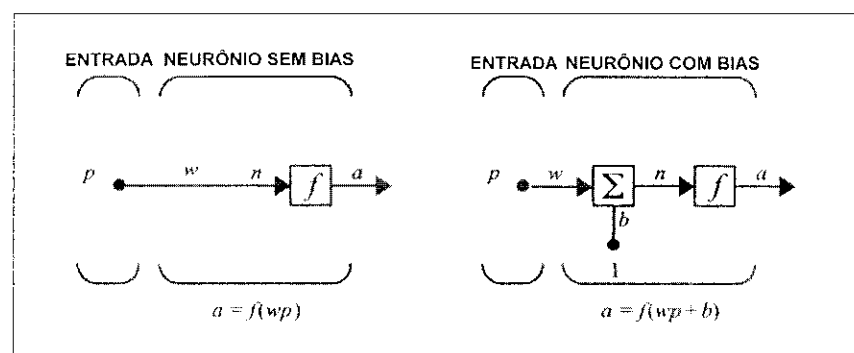 ENTRADA NEURÔNIO SEM BIAS
p w n f a
a = f(wp)
ENTRADA NEURÔNIO COM BIAS
p w Σ n f a
b
1
a = f(wp + b)